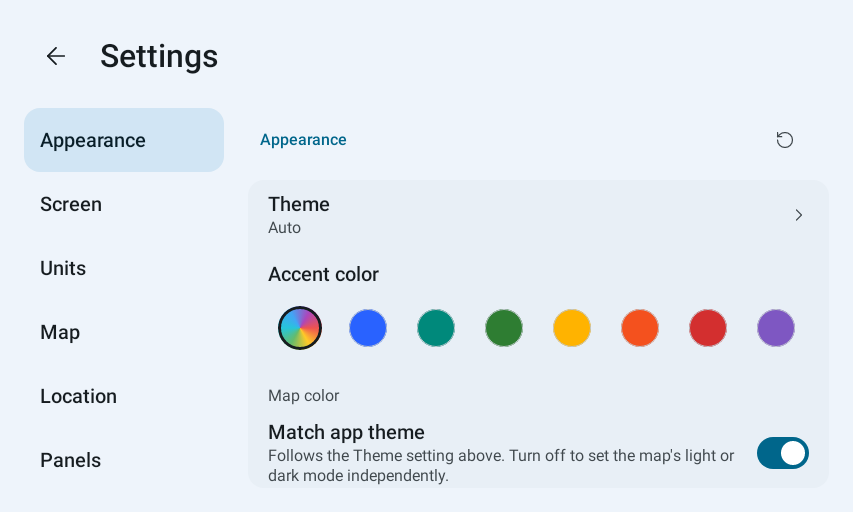 Settings
Appearance
Screen
Units
Map
Location
Panels
Appearance
Theme
Auto
Accent color
Map color
Match app theme
Follows the Theme setting above. Turn off to set the map's light or
dark mode independently.